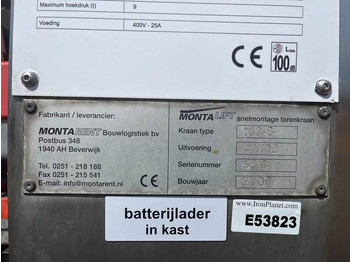 Maximum hoekdruk (t) 9
Voeding 400V - 25A
CE
100 dB
Fabrikant / leverancier:
MONTARENT Bouwlogistiek bv
Postbus 348
1940 AH Beverwijk
Tel. 0251 - 218 188
Fax 0251 - 215 541
E-mail: info@montarent.nl
CE
MONTALIFT snelmontage torenkraan
Kraan type
Uitvoering
Serienummer
Bouwjaar
batterijlader
in kast
www.IronPlanet.com
E53823